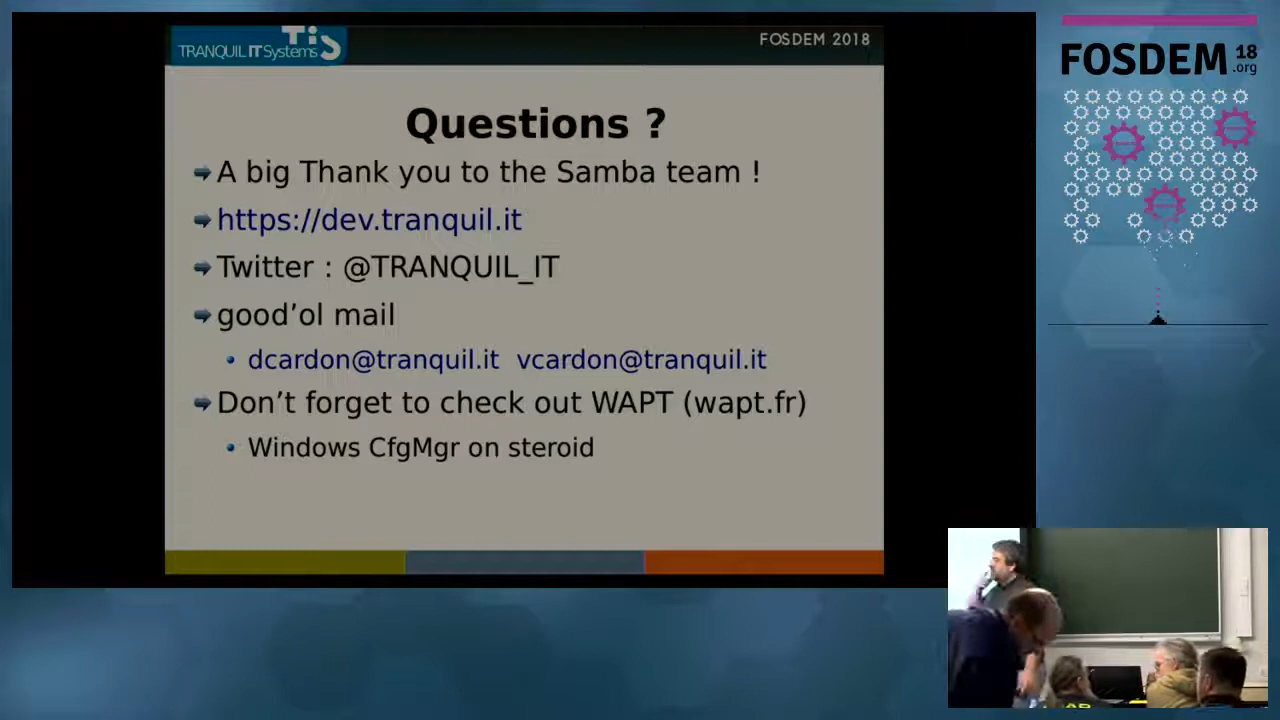 TRANQUIL IT Systems TiS
FOSDEM 2018
Questions ?
A big Thank you to the Samba team !
https://dev.tranquil.it
Twitter : @TRANQUIL_IT
good’ol mail
dcardon@tranquil.it vcardon@tranquil.it
Don’t forget to check out WAPT (wapt.fr)
Windows CfgMgr on steroid
FOSDEM 18
.org